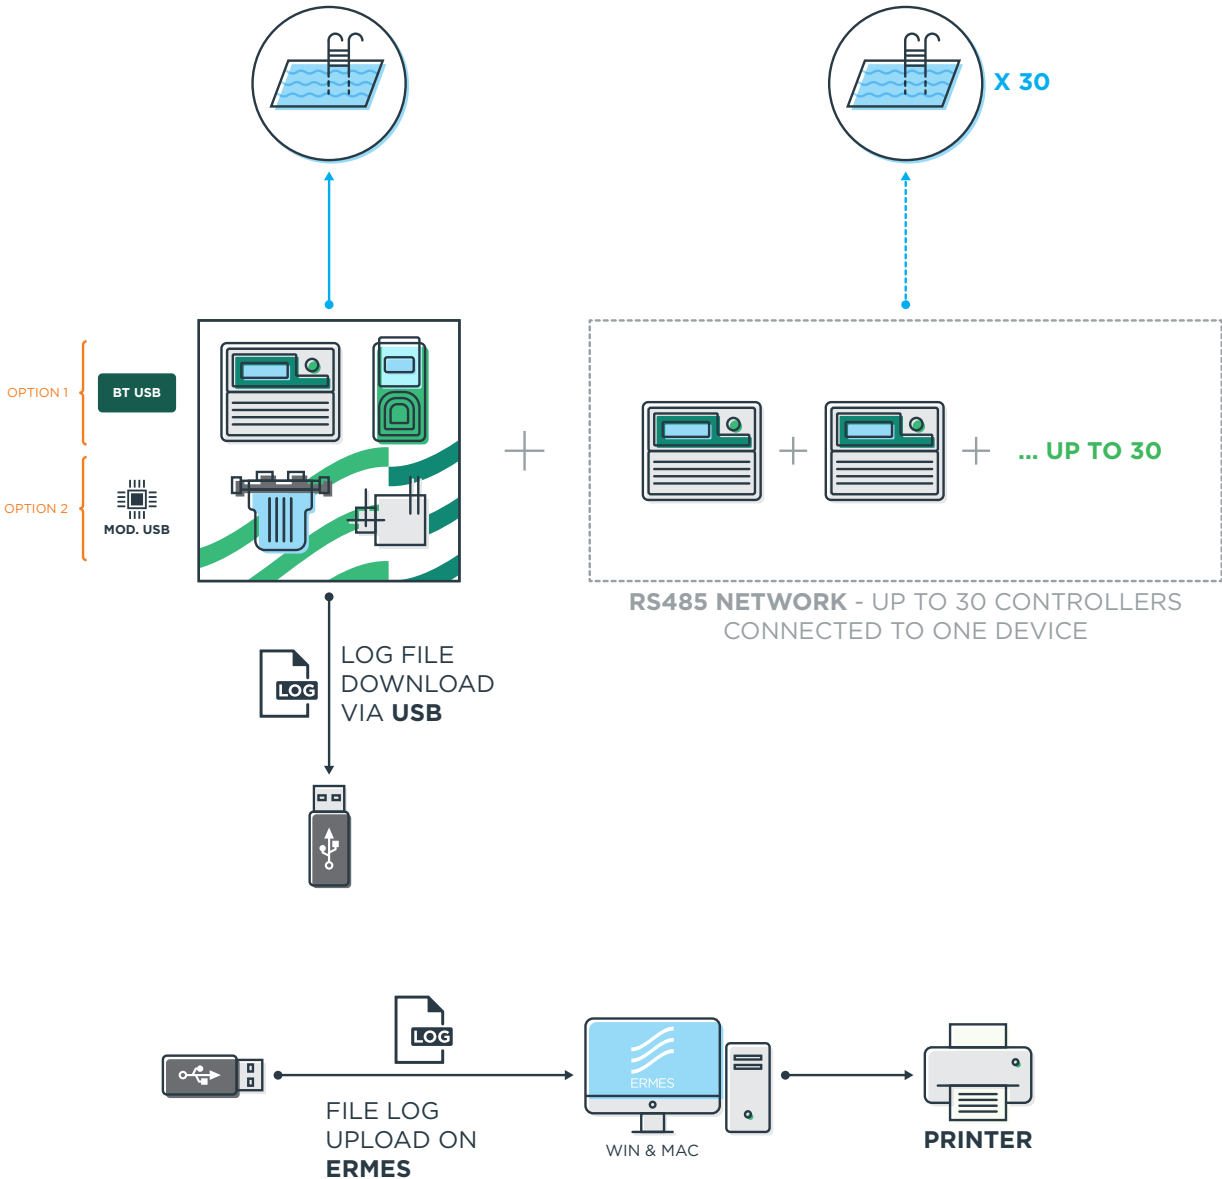 X 30
OPTION 1
BT USB
OPTION 2
MOD. USB
... UP TO 30
RS485 NETWORK - UP TO 30 CONTROLLERS
CONNECTED TO ONE DEVICE
LOG
LOG FILE
DOWNLOAD
VIA USB
LOG
ERMES
FILE LOG
UPLOAD ON
ERMES
WIN & MAC
PRINTER